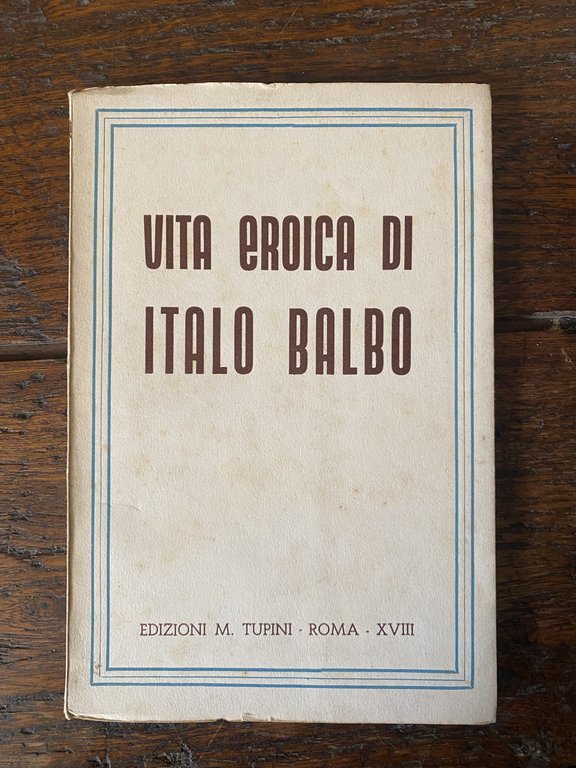 VITA eROICA DI
ITALO BALBO
EDIZIONI M. TUPINI - ROMA - XVIII